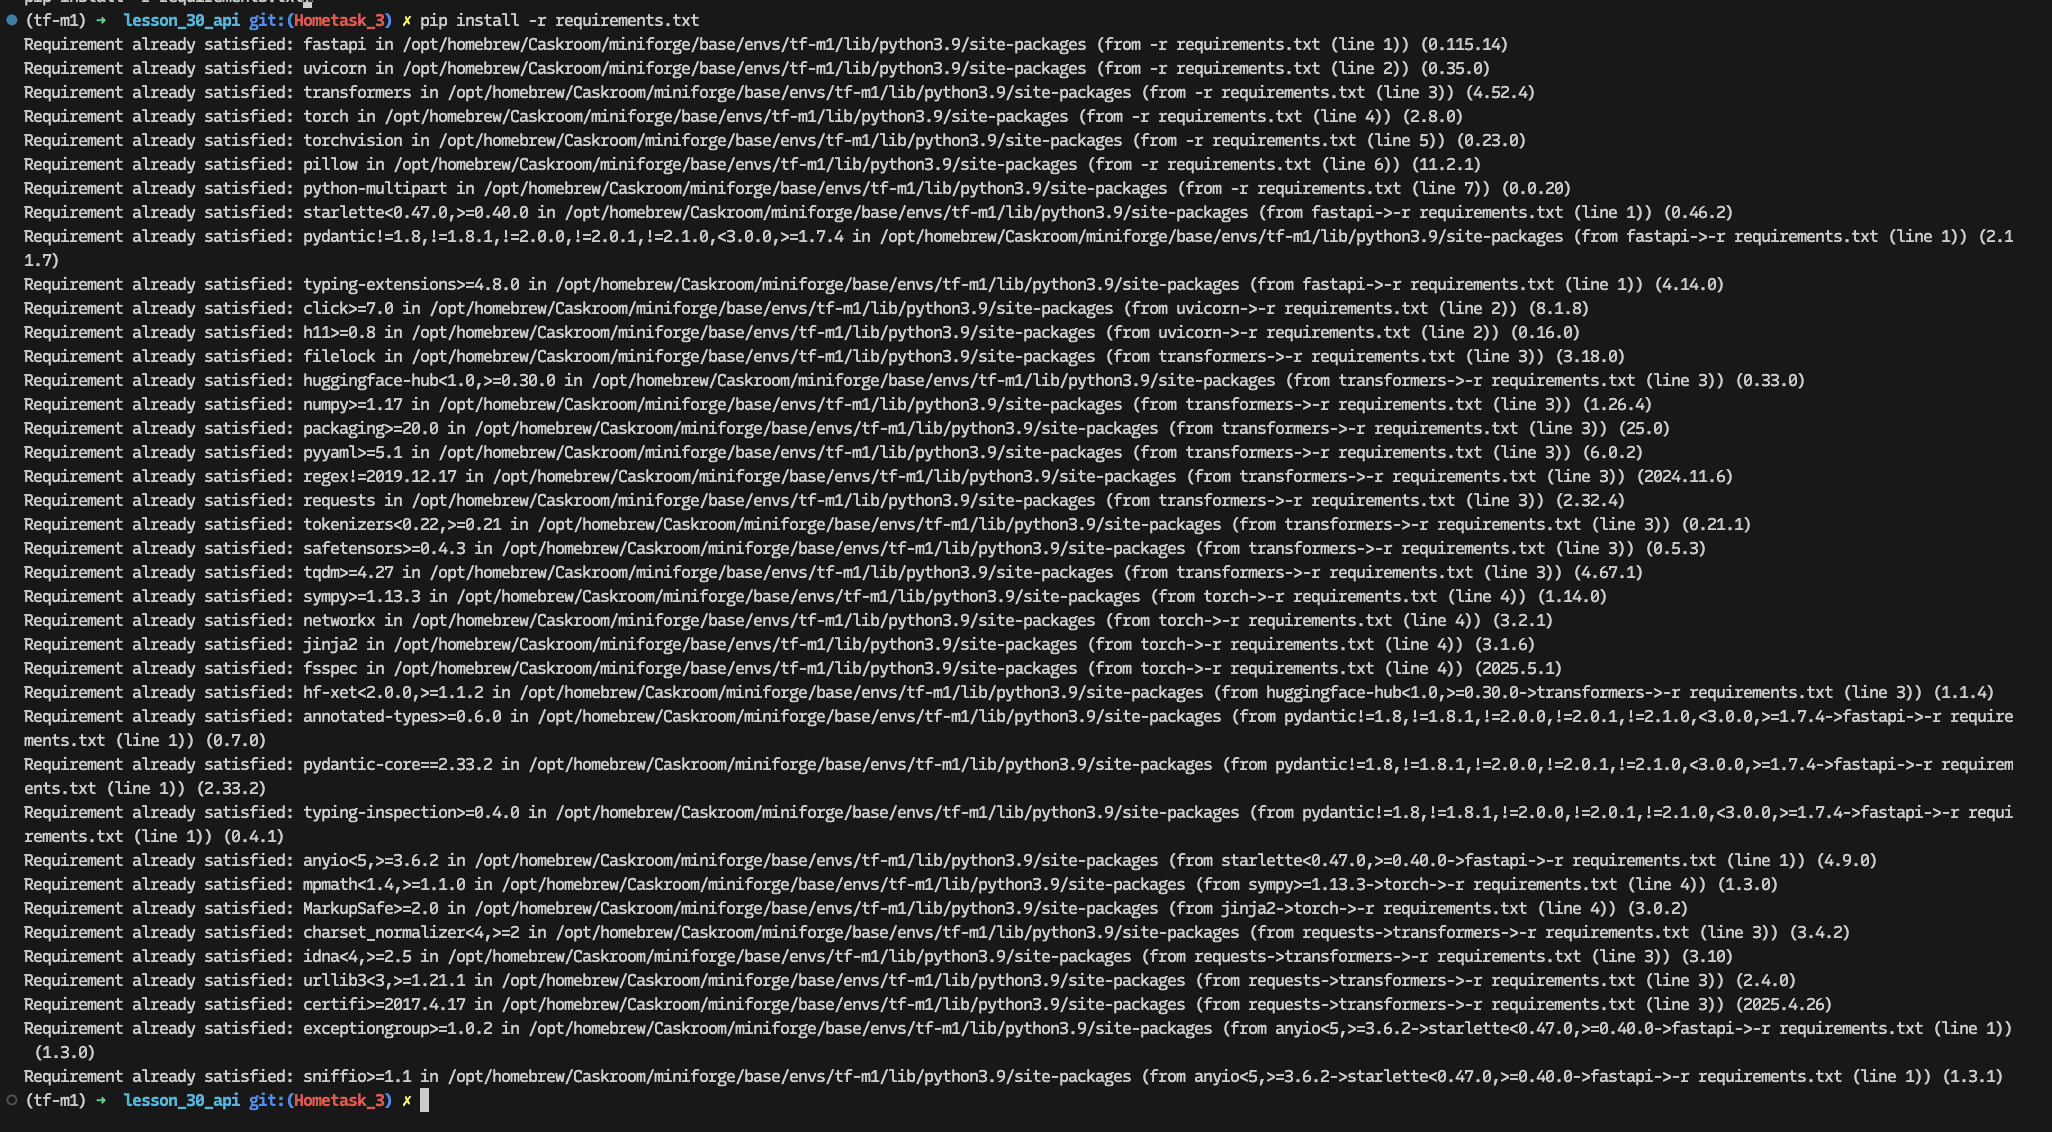 pip install -r requirements.txt
(tf-m1) ➜  lesson_30_api git:(Hometask_3) ✗ pip install -r requirements.txt
Requirement already satisfied: fastapi in /opt/homebrew/Caskroom/miniforge/base/envs/tf-m1/lib/python3.9/site-packages (from -r requirements.txt (line 1)) (0.115.14)
Requirement already satisfied: uvicorn in /opt/homebrew/Caskroom/miniforge/base/envs/tf-m1/lib/python3.9/site-packages (from -r requirements.txt (line 2)) (0.35.0)
Requirement already satisfied: transformers in /opt/homebrew/Caskroom/miniforge/base/envs/tf-m1/lib/python3.9/site-packages (from -r requirements.txt (line 3)) (4.52.4)
Requirement already satisfied: torch in /opt/homebrew/Caskroom/miniforge/base/envs/tf-m1/lib/python3.9/site-packages (from -r requirements.txt (line 4)) (2.8.0)
Requirement already satisfied: torchvision in /opt/homebrew/Caskroom/miniforge/base/envs/tf-m1/lib/python3.9/site-packages (from -r requirements.txt (line 5)) (0.23.0)
Requirement already satisfied: pillow in /opt/homebrew/Caskroom/miniforge/base/envs/tf-m1/lib/python3.9/site-packages (from -r requirements.txt (line 6)) (11.2.1)
Requirement already satisfied: python-multipart in /opt/homebrew/Caskroom/miniforge/base/envs/tf-m1/lib/python3.9/site-packages (from -r requirements.txt (line 7)) (0.0.20)
Requirement already satisfied: starlette<0.47.0,>=0.40.0 in /opt/homebrew/Caskroom/miniforge/base/envs/tf-m1/lib/python3.9/site-packages (from fastapi->-r requirements.txt (line 1)) (0.46.2)
Requirement already satisfied: pydantic!=1.8,!=1.8.1,!=2.0.0,!=2.0.1,!=2.1.0,<3.0.0,>=1.7.4 in /opt/homebrew/Caskroom/miniforge/base/envs/tf-m1/lib/python3.9/site-packages (from fastapi->-r requirements.txt (line 1)) (2.1
1.7)
Requirement already satisfied: typing-extensions>=4.8.0 in /opt/homebrew/Caskroom/miniforge/base/envs/tf-m1/lib/python3.9/site-packages (from fastapi->-r requirements.txt (line 1)) (4.14.0)
Requirement already satisfied: click>=7.0 in /opt/homebrew/Caskroom/miniforge/base/envs/tf-m1/lib/python3.9/site-packages (from uvicorn->-r requirements.txt (line 2)) (8.1.8)
Requirement already satisfied: h11>=0.8 in /opt/homebrew/Caskroom/miniforge/base/envs/tf-m1/lib/python3.9/site-packages (from uvicorn->-r requirements.txt (line 2)) (0.16.0)
Requirement already satisfied: filelock in /opt/homebrew/Caskroom/miniforge/base/envs/tf-m1/lib/python3.9/site-packages (from transformers->-r requirements.txt (line 3)) (3.18.0)
Requirement already satisfied: huggingface-hub<1.0,>=0.30.0 in /opt/homebrew/Caskroom/miniforge/base/envs/tf-m1/lib/python3.9/site-packages (from transformers->-r requirements.txt (line 3)) (0.33.0)
Requirement already satisfied: numpy>=1.17 in /opt/homebrew/Caskroom/miniforge/base/envs/tf-m1/lib/python3.9/site-packages (from transformers->-r requirements.txt (line 3)) (1.26.4)
Requirement already satisfied: packaging>=20.0 in /opt/homebrew/Caskroom/miniforge/base/envs/tf-m1/lib/python3.9/site-packages (from transformers->-r requirements.txt (line 3)) (25.0)
Requirement already satisfied: pyyaml>=5.1 in /opt/homebrew/Caskroom/miniforge/base/envs/tf-m1/lib/python3.9/site-packages (from transformers->-r requirements.txt (line 3)) (6.0.2)
Requirement already satisfied: regex!=2019.12.17 in /opt/homebrew/Caskroom/miniforge/base/envs/tf-m1/lib/python3.9/site-packages (from transformers->-r requirements.txt (line 3)) (2024.11.6)
Requirement already satisfied: requests in /opt/homebrew/Caskroom/miniforge/base/envs/tf-m1/lib/python3.9/site-packages (from transformers->-r requirements.txt (line 3)) (2.32.4)
Requirement already satisfied: tokenizers<0.22,>=0.21 in /opt/homebrew/Caskroom/miniforge/base/envs/tf-m1/lib/python3.9/site-packages (from transformers->-r requirements.txt (line 3)) (0.21.1)
Requirement already satisfied: safetensors>=0.4.3 in /opt/homebrew/Caskroom/miniforge/base/envs/tf-m1/lib/python3.9/site-packages (from transformers->-r requirements.txt (line 3)) (0.5.3)
Requirement already satisfied: tqdm>=4.27 in /opt/homebrew/Caskroom/miniforge/base/envs/tf-m1/lib/python3.9/site-packages (from transformers->-r requirements.txt (line 3)) (4.67.1)
Requirement already satisfied: sympy>=1.13.3 in /opt/homebrew/Caskroom/miniforge/base/envs/tf-m1/lib/python3.9/site-packages (from torch->-r requirements.txt (line 4)) (1.14.0)
Requirement already satisfied: networkx in /opt/homebrew/Caskroom/miniforge/base/envs/tf-m1/lib/python3.9/site-packages (from torch->-r requirements.txt (line 4)) (3.2.1)
Requirement already satisfied: jinja2 in /opt/homebrew/Caskroom/miniforge/base/envs/tf-m1/lib/python3.9/site-packages (from torch->-r requirements.txt (line 4)) (3.1.6)
Requirement already satisfied: fsspec in /opt/homebrew/Caskroom/miniforge/base/envs/tf-m1/lib/python3.9/site-packages (from torch->-r requirements.txt (line 4)) (2025.5.1)
Requirement already satisfied: hf-xet<2.0.0,>=1.1.2 in /opt/homebrew/Caskroom/miniforge/base/envs/tf-m1/lib/python3.9/site-packages (from huggingface-hub<1.0,>=0.30.0->transformers->-r requirements.txt (line 3)) (1.1.4)
Requirement already satisfied: annotated-types>=0.6.0 in /opt/homebrew/Caskroom/miniforge/base/envs/tf-m1/lib/python3.9/site-packages (from pydantic!=1.8,!=1.8.1,!=2.0.0,!=2.0.1,!=2.1.0,<3.0.0,>=1.7.4->fastapi->-r require
ments.txt (line 1)) (0.7.0)
Requirement already satisfied: pydantic-core==2.33.2 in /opt/homebrew/Caskroom/miniforge/base/envs/tf-m1/lib/python3.9/site-packages (from pydantic!=1.8,!=1.8.1,!=2.0.0,!=2.0.1,!=2.1.0,<3.0.0,>=1.7.4->fastapi->-r requirem
ents.txt (line 1)) (2.33.2)
Requirement already satisfied: typing-inspection>=0.4.0 in /opt/homebrew/Caskroom/miniforge/base/envs/tf-m1/lib/python3.9/site-packages (from pydantic!=1.8,!=1.8.1,!=2.0.0,!=2.0.1,!=2.1.0,<3.0.0,>=1.7.4->fastapi->-r requi
rements.txt (line 1)) (0.4.1)
Requirement already satisfied: anyio<5,>=3.6.2 in /opt/homebrew/Caskroom/miniforge/base/envs/tf-m1/lib/python3.9/site-packages (from starlette<0.47.0,>=0.40.0->fastapi->-r requirements.txt (line 1)) (4.9.0)
Requirement already satisfied: mpmath<1.4,>=1.1.0 in /opt/homebrew/Caskroom/miniforge/base/envs/tf-m1/lib/python3.9/site-packages (from sympy>=1.13.3->torch->-r requirements.txt (line 4)) (1.3.0)
Requirement already satisfied: MarkupSafe>=2.0 in /opt/homebrew/Caskroom/miniforge/base/envs/tf-m1/lib/python3.9/site-packages (from jinja2->torch->-r requirements.txt (line 4)) (3.0.2)
Requirement already satisfied: charset_normalizer<4,>=2 in /opt/homebrew/Caskroom/miniforge/base/envs/tf-m1/lib/python3.9/site-packages (from requests->transformers->-r requirements.txt (line 3)) (3.4.2)
Requirement already satisfied: idna<4,>=2.5 in /opt/homebrew/Caskroom/miniforge/base/envs/tf-m1/lib/python3.9/site-packages (from requests->transformers->-r requirements.txt (line 3)) (3.10)
Requirement already satisfied: urllib3<3,>=1.21.1 in /opt/homebrew/Caskroom/miniforge/base/envs/tf-m1/lib/python3.9/site-packages (from requests->transformers->-r requirements.txt (line 3)) (2.4.0)
Requirement already satisfied: certifi>=2017.4.17 in /opt/homebrew/Caskroom/miniforge/base/envs/tf-m1/lib/python3.9/site-packages (from requests->transformers->-r requirements.txt (line 3)) (2025.4.26)
Requirement already satisfied: exceptiongroup>=1.0.2 in /opt/homebrew/Caskroom/miniforge/base/envs/tf-m1/lib/python3.9/site-packages (from anyio<5,>=3.6.2->starlette<0.47.0,>=0.40.0->fastapi->-r requirements.txt (line 1))
 (1.3.0)
Requirement already satisfied: sniffio>=1.1 in /opt/homebrew/Caskroom/miniforge/base/envs/tf-m1/lib/python3.9/site-packages (from anyio<5,>=3.6.2->starlette<0.47.0,>=0.40.0->fastapi->-r requirements.txt (line 1)) (1.3.1)
(tf-m1) ➜  lesson_30_api git:(Hometask_3) ✗